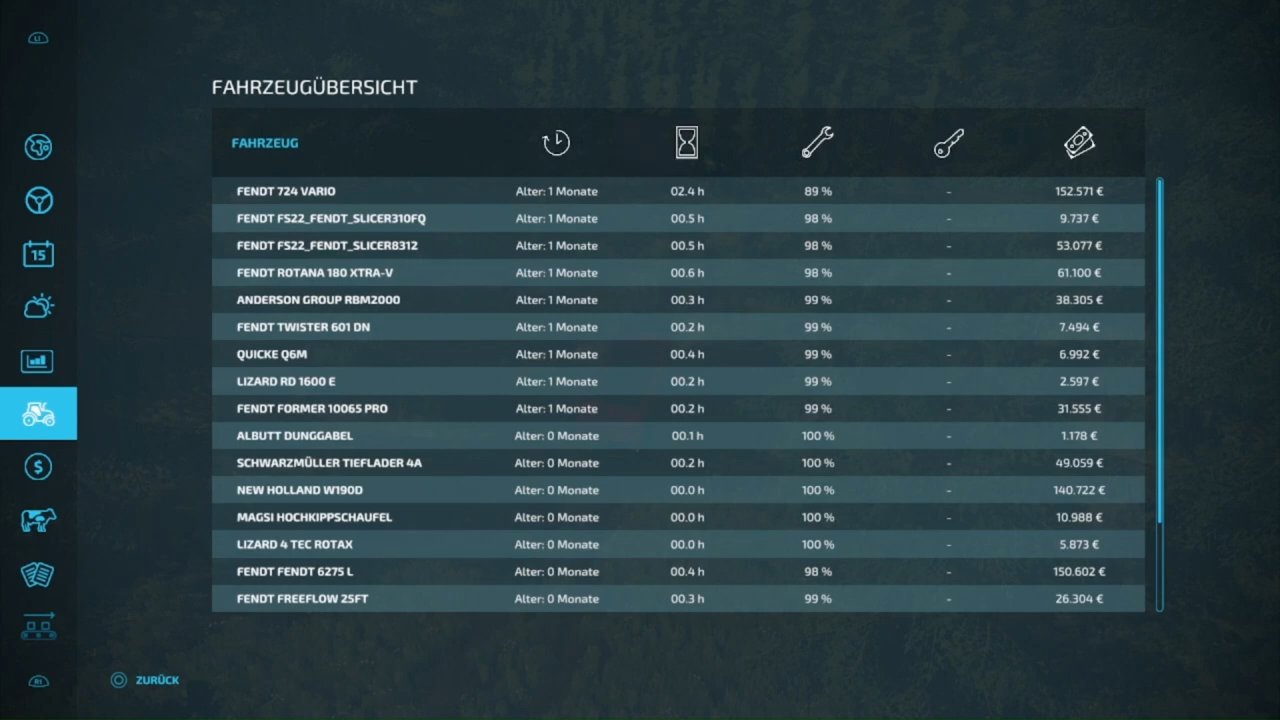 L1
FAHRZEUGÜBERSICHT
FAHRZEUG
FENDT 724 VARIO Alter: 1 Monate 02.4 h 89 % - 152.571 €
FENDT FS22_FENDT_SLICER310FQ Alter: 1 Monate 00.5 h 98 % - 9.737 €
FENDT FS22_FENDT_SLICER8312 Alter: 1 Monate 00.5 h 98 % - 53.077 €
FENDT ROTANA 180 XTRA-V Alter: 1 Monate 00.6 h 98 % - 61.100 €
ANDERSON GROUP RBM2000 Alter: 1 Monate 00.3 h 99 % - 38.305 €
FENDT TWISTER 601 DN Alter: 1 Monate 00.2 h 99 % - 7.494 €
QUICKE Q6M Alter: 1 Monate 00.4 h 99 % - 6.992 €
LIZARD RD 1600 E Alter: 1 Monate 00.2 h 99 % - 2.597 €
FENDT FORMER 10065 PRO Alter: 1 Monate 00.2 h 99 % - 31.555 €
ALBUTT DUNGGABEL Alter: 0 Monate 00.1 h 100 % - 1.178 €
SCHWARZMÜLLER TIEFLADER 4A Alter: 0 Monate 00.2 h 100 % - 49.059 €
NEW HOLLAND W190D Alter: 0 Monate 00.0 h 100 % - 140.722 €
MAGSI HOCHKIPPSCHAUFEL Alter: 0 Monate 00.0 h 100 % - 10.988 €
LIZARD 4 TEC ROTAX Alter: 0 Monate 00.0 h 100 % - 5.873 €
FENDT FENDT 6275 L Alter: 0 Monate 00.4 h 98 % - 150.602 €
FENDT FREEFLOW 25FT Alter: 0 Monate 00.3 h 99 % - 26.304 €
15
$
R1
ZURÜCK